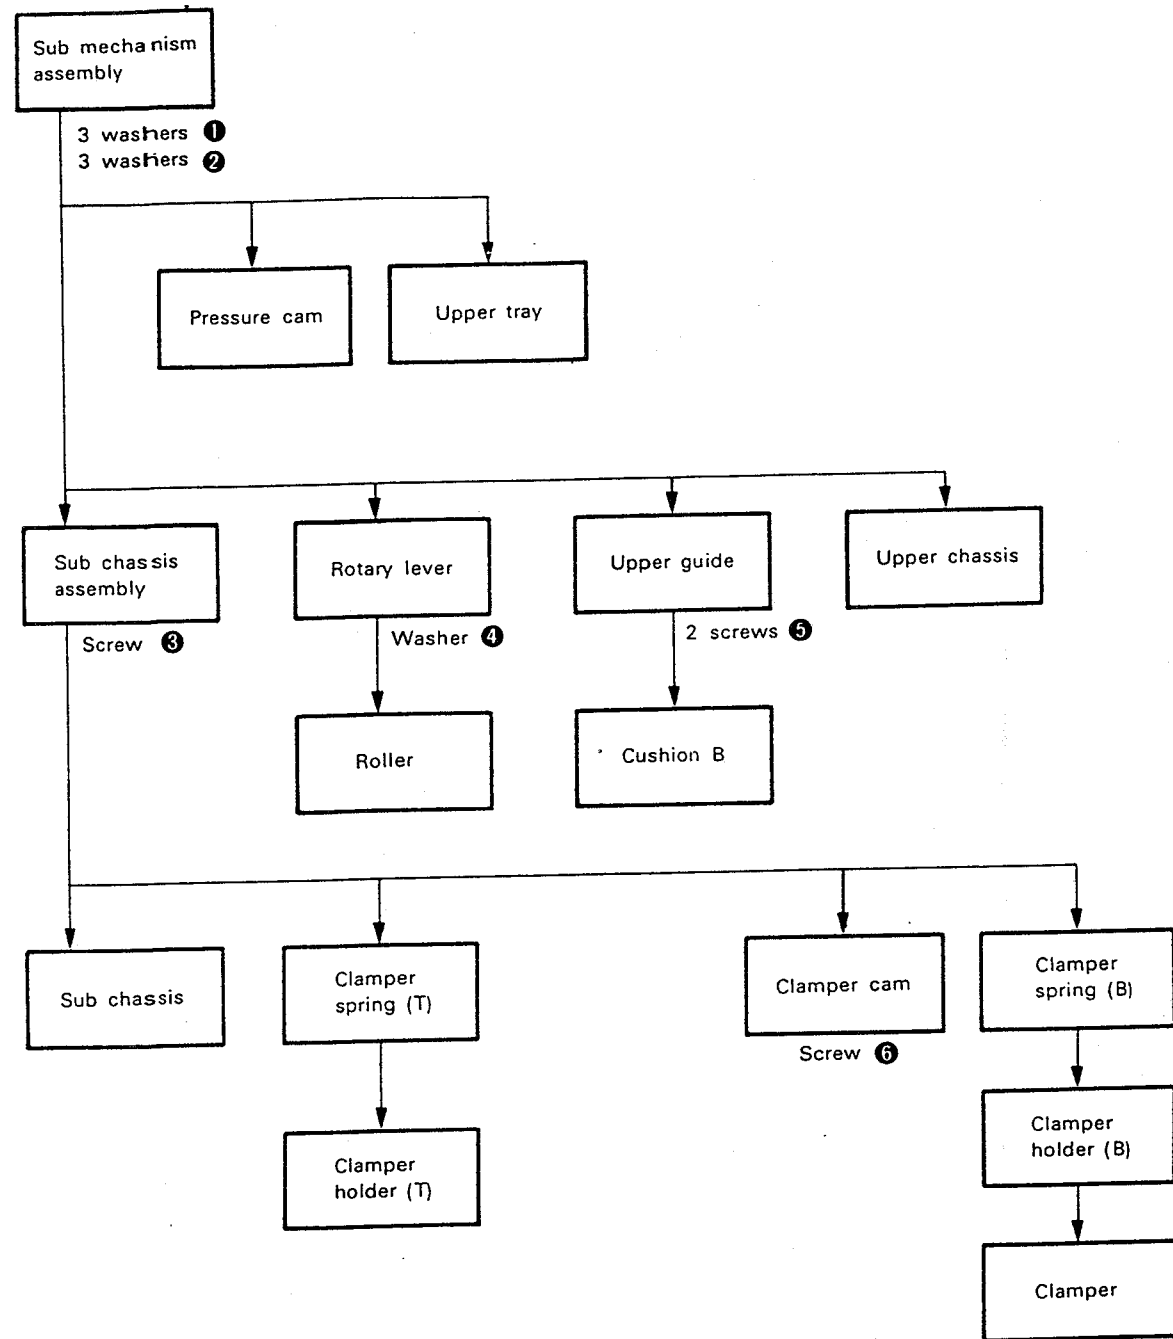 Sub mechanism
assembly
3 washers ❶
3 washers ❷
Pressure cam
Upper tray
Sub chassis
assembly
Rotary lever
Upper guide
Upper chassis
Screw ❸
Washer ❹
2 screws ❺
Roller
Cushion B
Sub chassis
Clamper
spring (T)
Clamper cam
Clamper
spring (B)
Screw ❻
Clamper
holder (T)
Clamper
holder (B)
Clamper